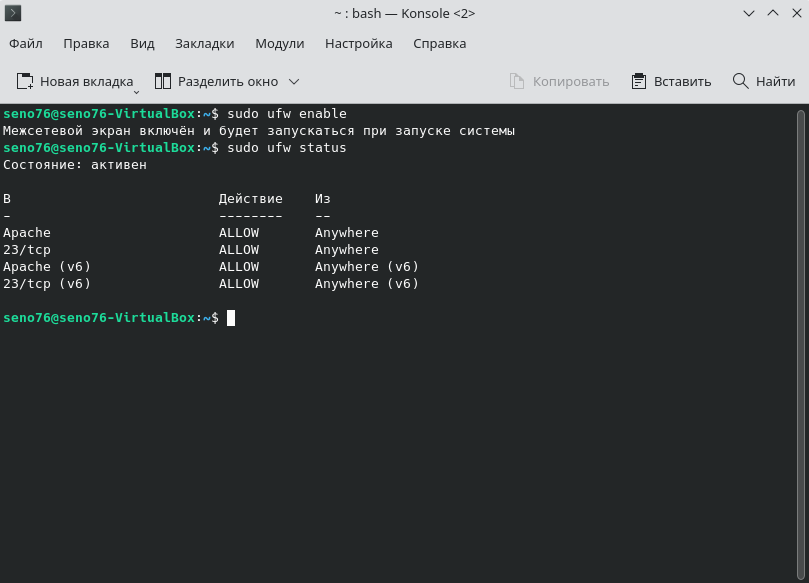 ~ : bash — Konsole <2>
Файл Правка Вид Закладки Модули Настройка Справка
Новая вкладка Разделить окно Копировать Вставить Найти
seno76@seno76-VirtualBox:~$ sudo ufw enable
Межсетевой экран включён и будет запускаться при запуске системы
seno76@seno76-VirtualBox:~$ sudo ufw status
Состояние: активен
В Действие Из
- -------- --
Apache ALLOW Anywhere
23/tcp ALLOW Anywhere
Apache (v6) ALLOW Anywhere (v6)
23/tcp (v6) ALLOW Anywhere (v6)
seno76@seno76-VirtualBox:~$